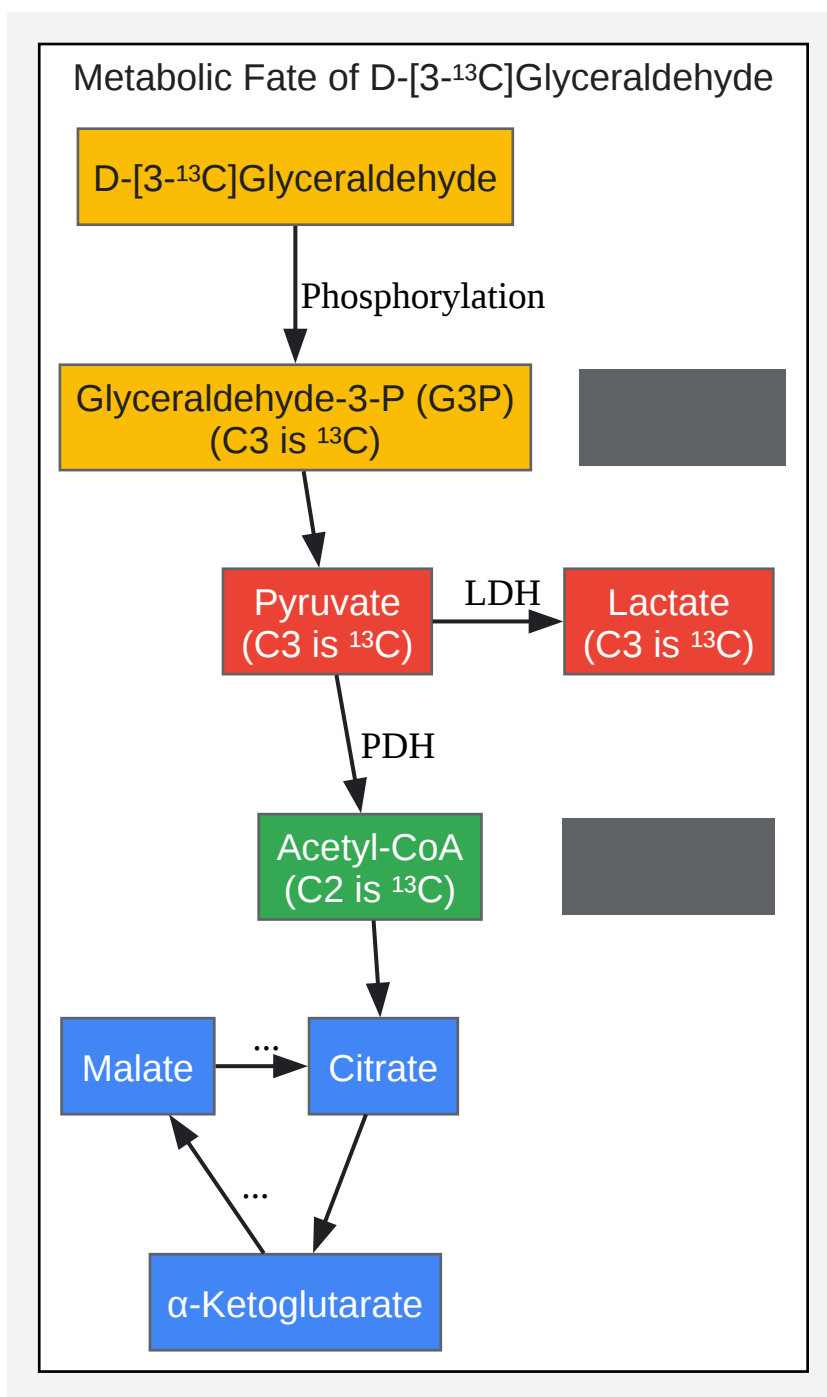 Metabolic Fate of D-[3-¹³C]Glyceraldehyde
D-[3-¹³C]Glyceraldehyde
Phosphorylation
Glyceraldehyde-3-P (G3P)
(C3 is ¹³C)
Pyruvate
(C3 is ¹³C)
LDH
Lactate
(C3 is ¹³C)
PDH
Acetyl-CoA
(C2 is ¹³C)
Malate
...
Citrate
...
α-Ketoglutarate